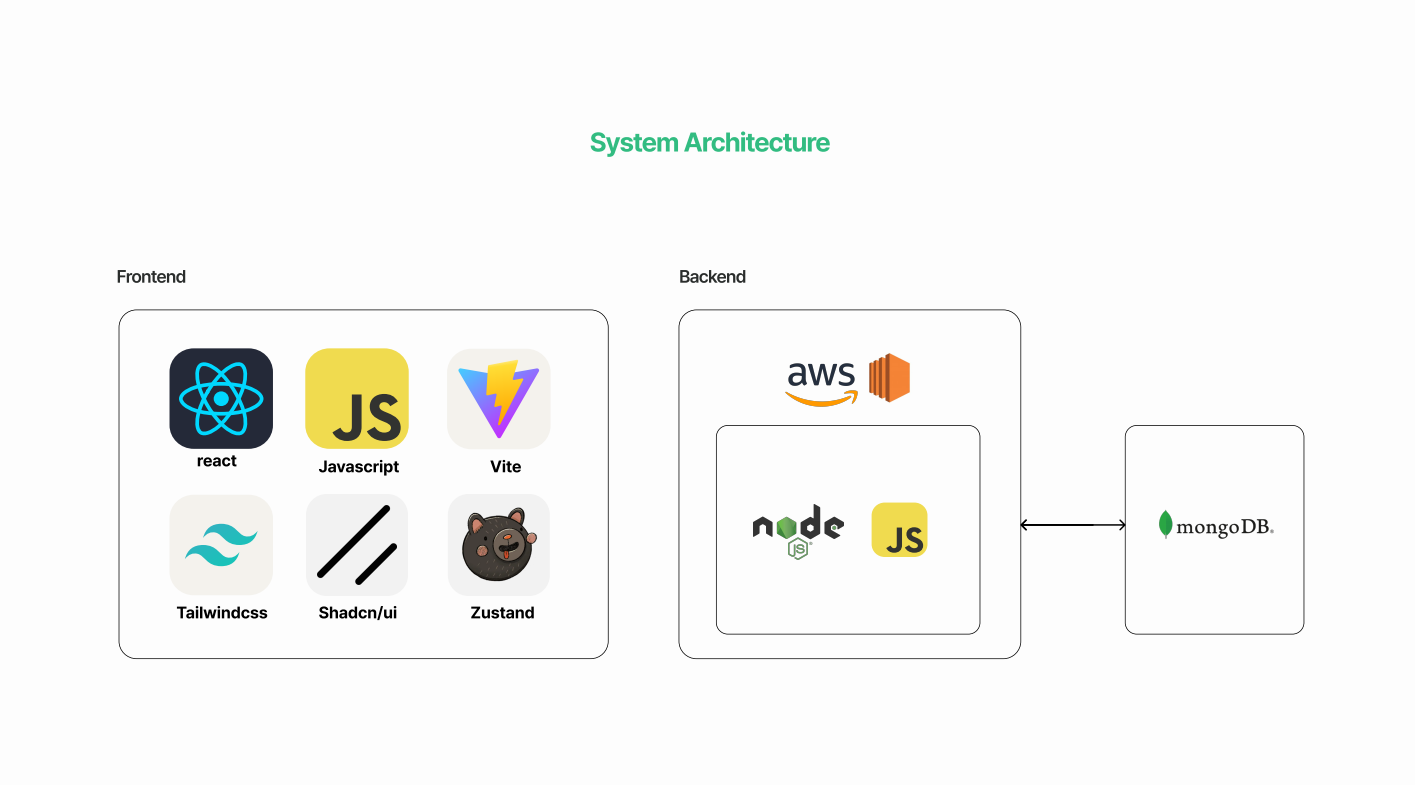 System Architecture
Frontend
Backend
JS
react
Javascript
Vite
Tailwindcss
Shadcn/ui
Zustand
aws
node
JS
JS
mongoDB